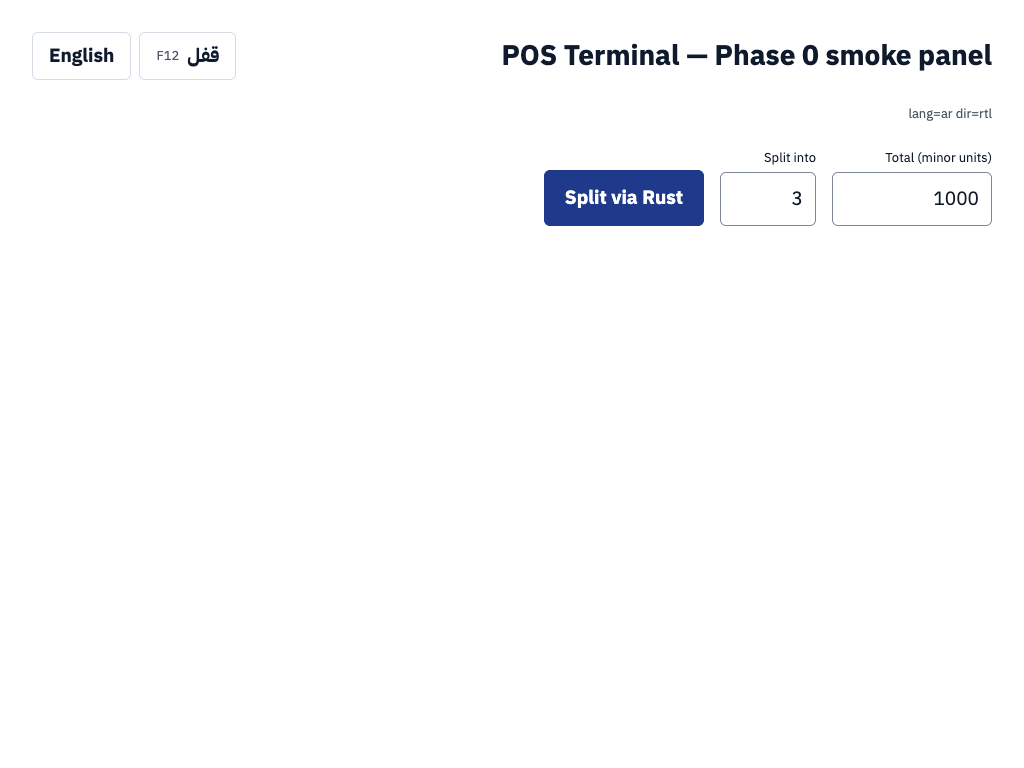 POS Terminal — Phase 0 smoke panel
قفل F12
English
lang=ar dir=rtl
Total (minor units)
1000
Split into
3
Split via Rust